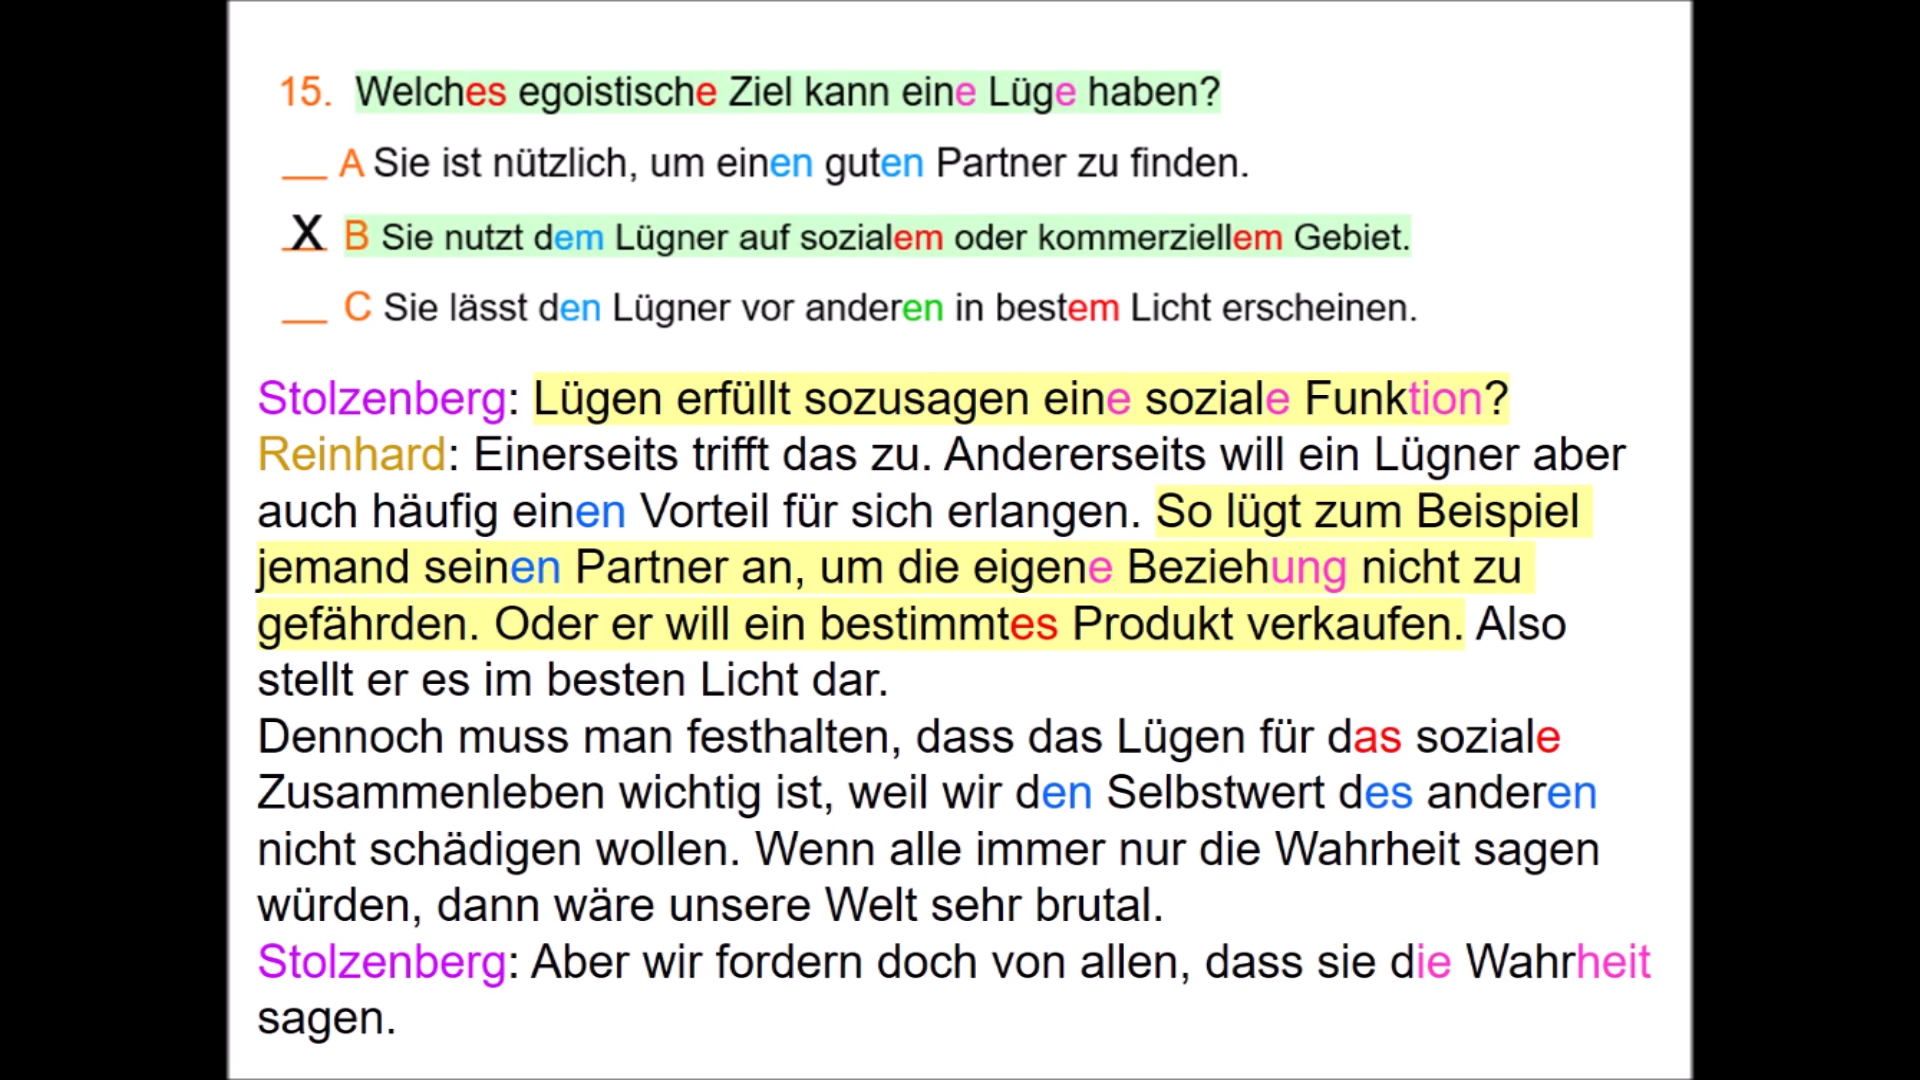 15. Welches egoistische Ziel kann eine Lüge haben?
__ A Sie ist nützlich, um einen guten Partner zu finden.
X B Sie nutzt dem Lügner auf sozialem oder kommerziellem Gebiet.
__ C Sie lässt den Lügner vor anderen in bestem Licht erscheinen.
Stolzenberg: Lügen erfüllt sozusagen eine soziale Funktion?
Reinhard: Einerseits trifft das zu. Andererseits will ein Lügner aber
auch häufig einen Vorteil für sich erlangen. So lügt zum Beispiel
jemand seinen Partner an, um die eigene Beziehung nicht zu
gefährden. Oder er will ein bestimmtes Produkt verkaufen. Also
stellt er es im besten Licht dar.
Dennoch muss man festhalten, dass das Lügen für das soziale
Zusammenleben wichtig ist, weil wir den Selbstwert des anderen
nicht schädigen wollen. Wenn alle immer nur die Wahrheit sagen
würden, dann wäre unsere Welt sehr brutal.
Stolzenberg: Aber wir fordern doch von allen, dass sie die Wahrheit
sagen.